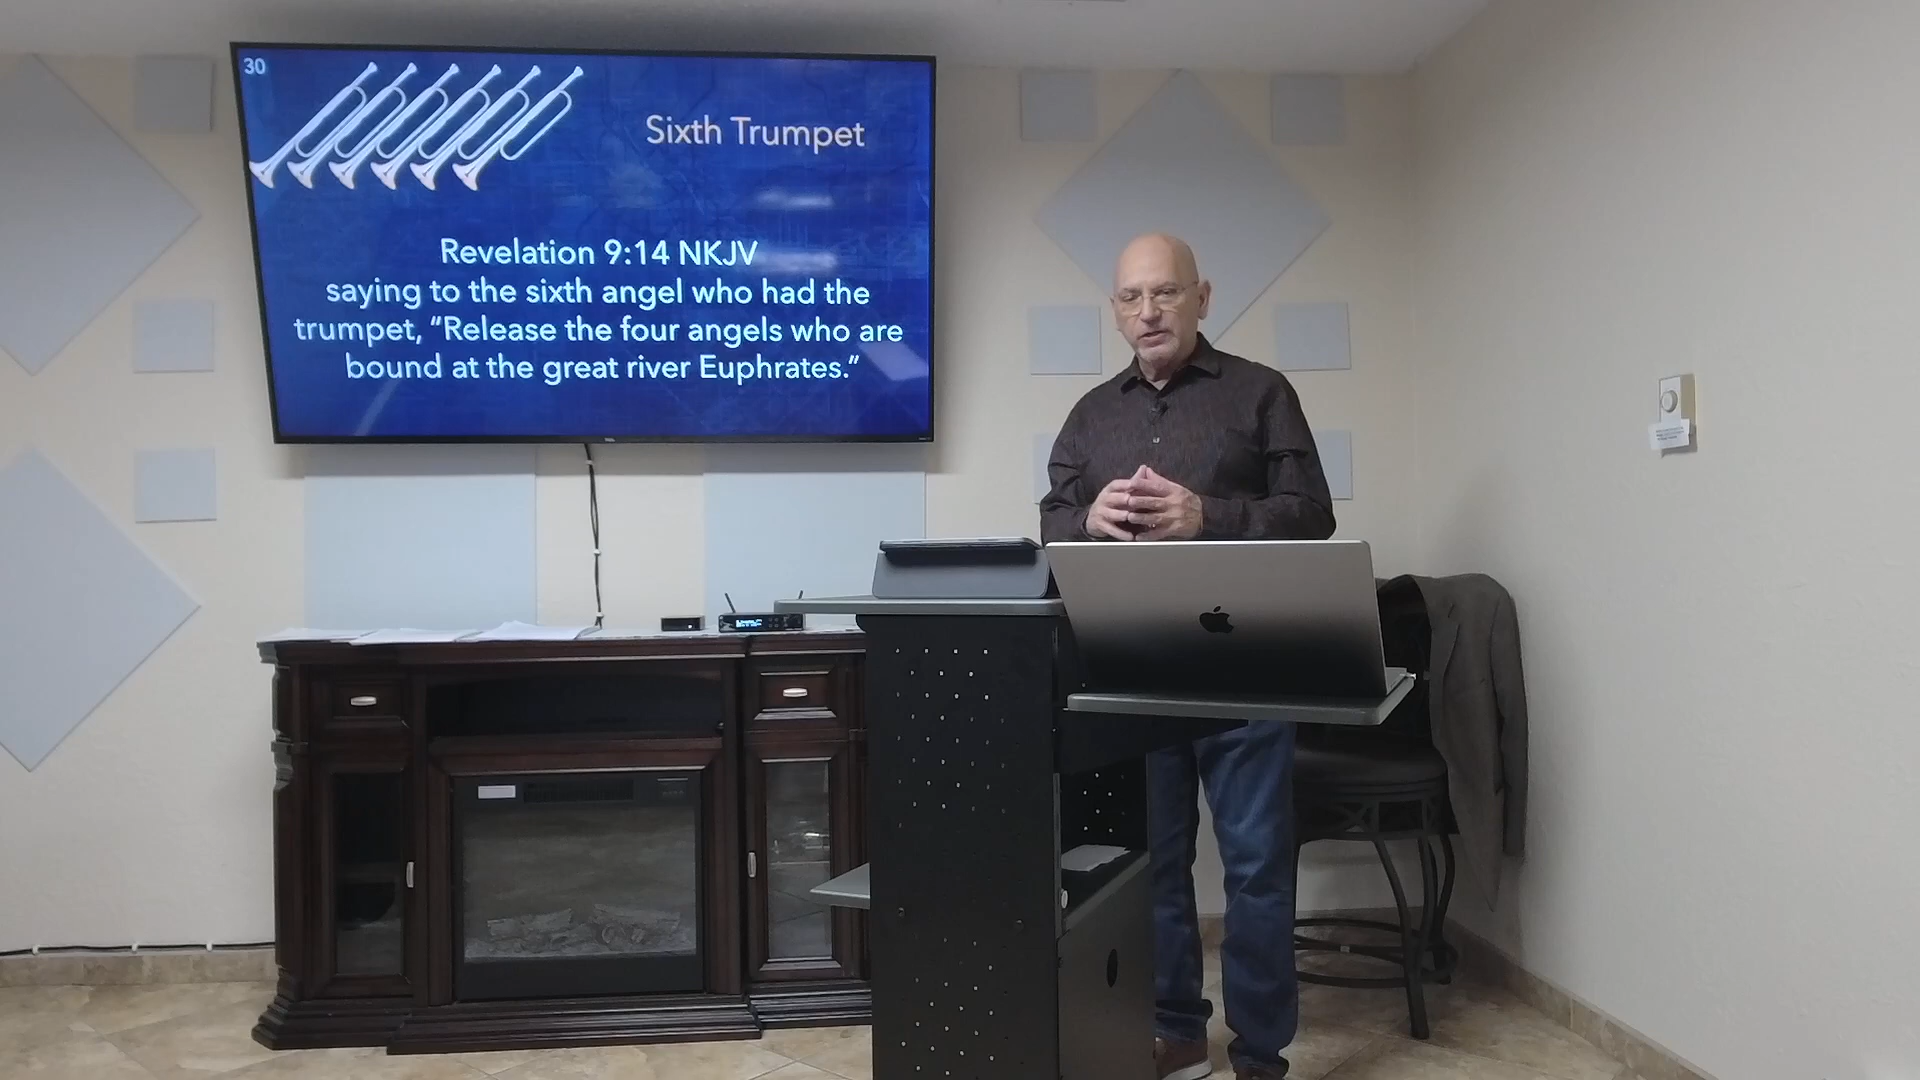 30
Sixth Trumpet
Revelation 9:14 NKJV
saying to the sixth angel who had the
trumpet, “Release the four angels who are
bound at the great river Euphrates.”